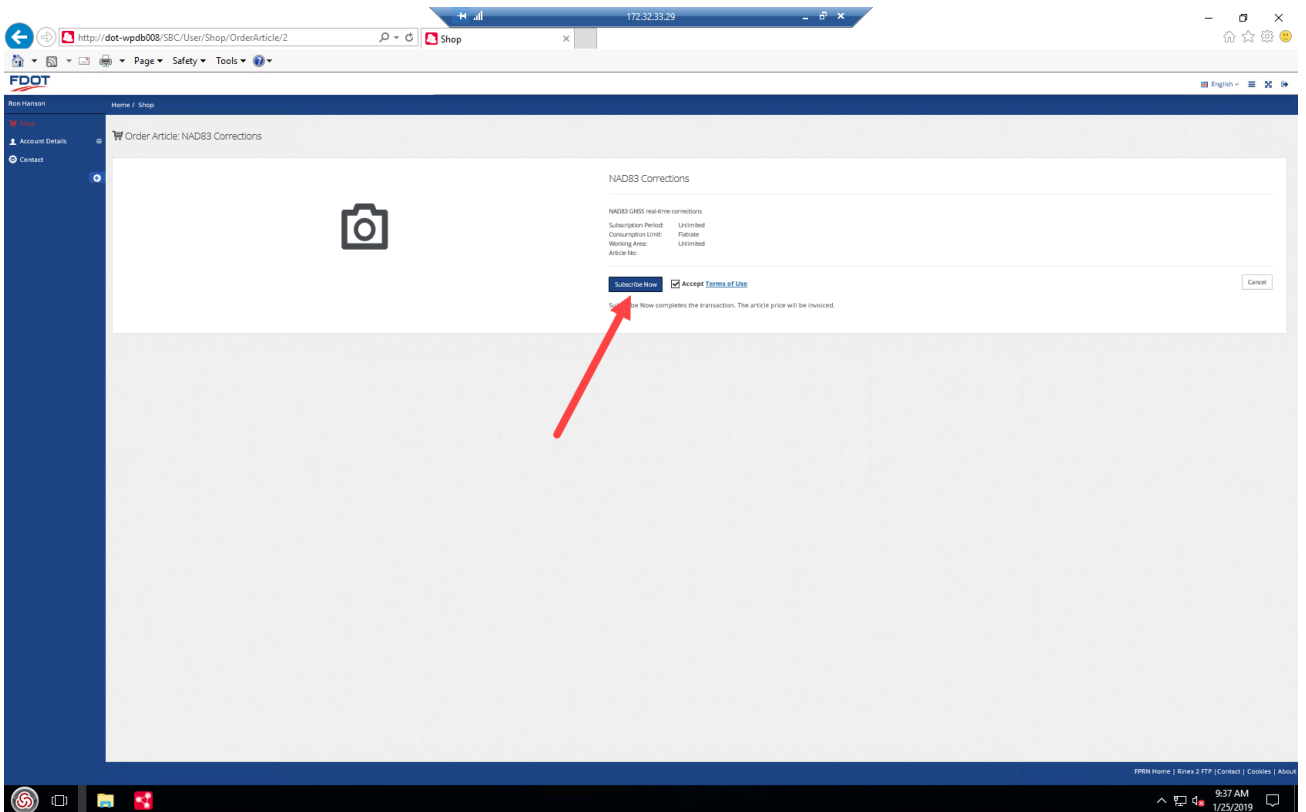 172.32.33.29
http://dot-wpdb008/SBC/User/Shop/OrderArticle/2
Shop
Page Safety Tools
FDOT
English
Ron Hanson
Home / Shop
Shop
Account Details
Contact
Order Article: NAD83 Corrections
NAD83 Corrections
NAD83 GNSS real-time corrections
Subscription Period: Unlimited
Consumption Limit: Flatrate
Working Area: Unlimited
Article No:
Subscribe Now Accept Terms of Use
Cancel
Subscribe Now completes the transaction. The article price will be invoiced.
FPRN Home | Rinex 2 FTP |Contact | Cookies | About
9:37 AM
1/25/2019